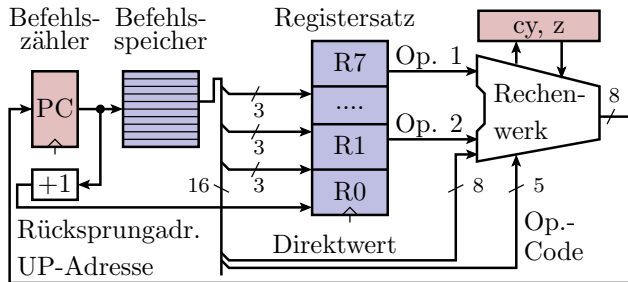 Befehls-
zähler
Befehls-
speicher
Registersatz
cy, z
R7
Op. 1
PC
....
Rechen-
werk
8
3
3
R1
Op. 2
+1
16
3
R0
8
5
Rücksprungadr.
UP-Adresse
Direktwert
Op.-
Code